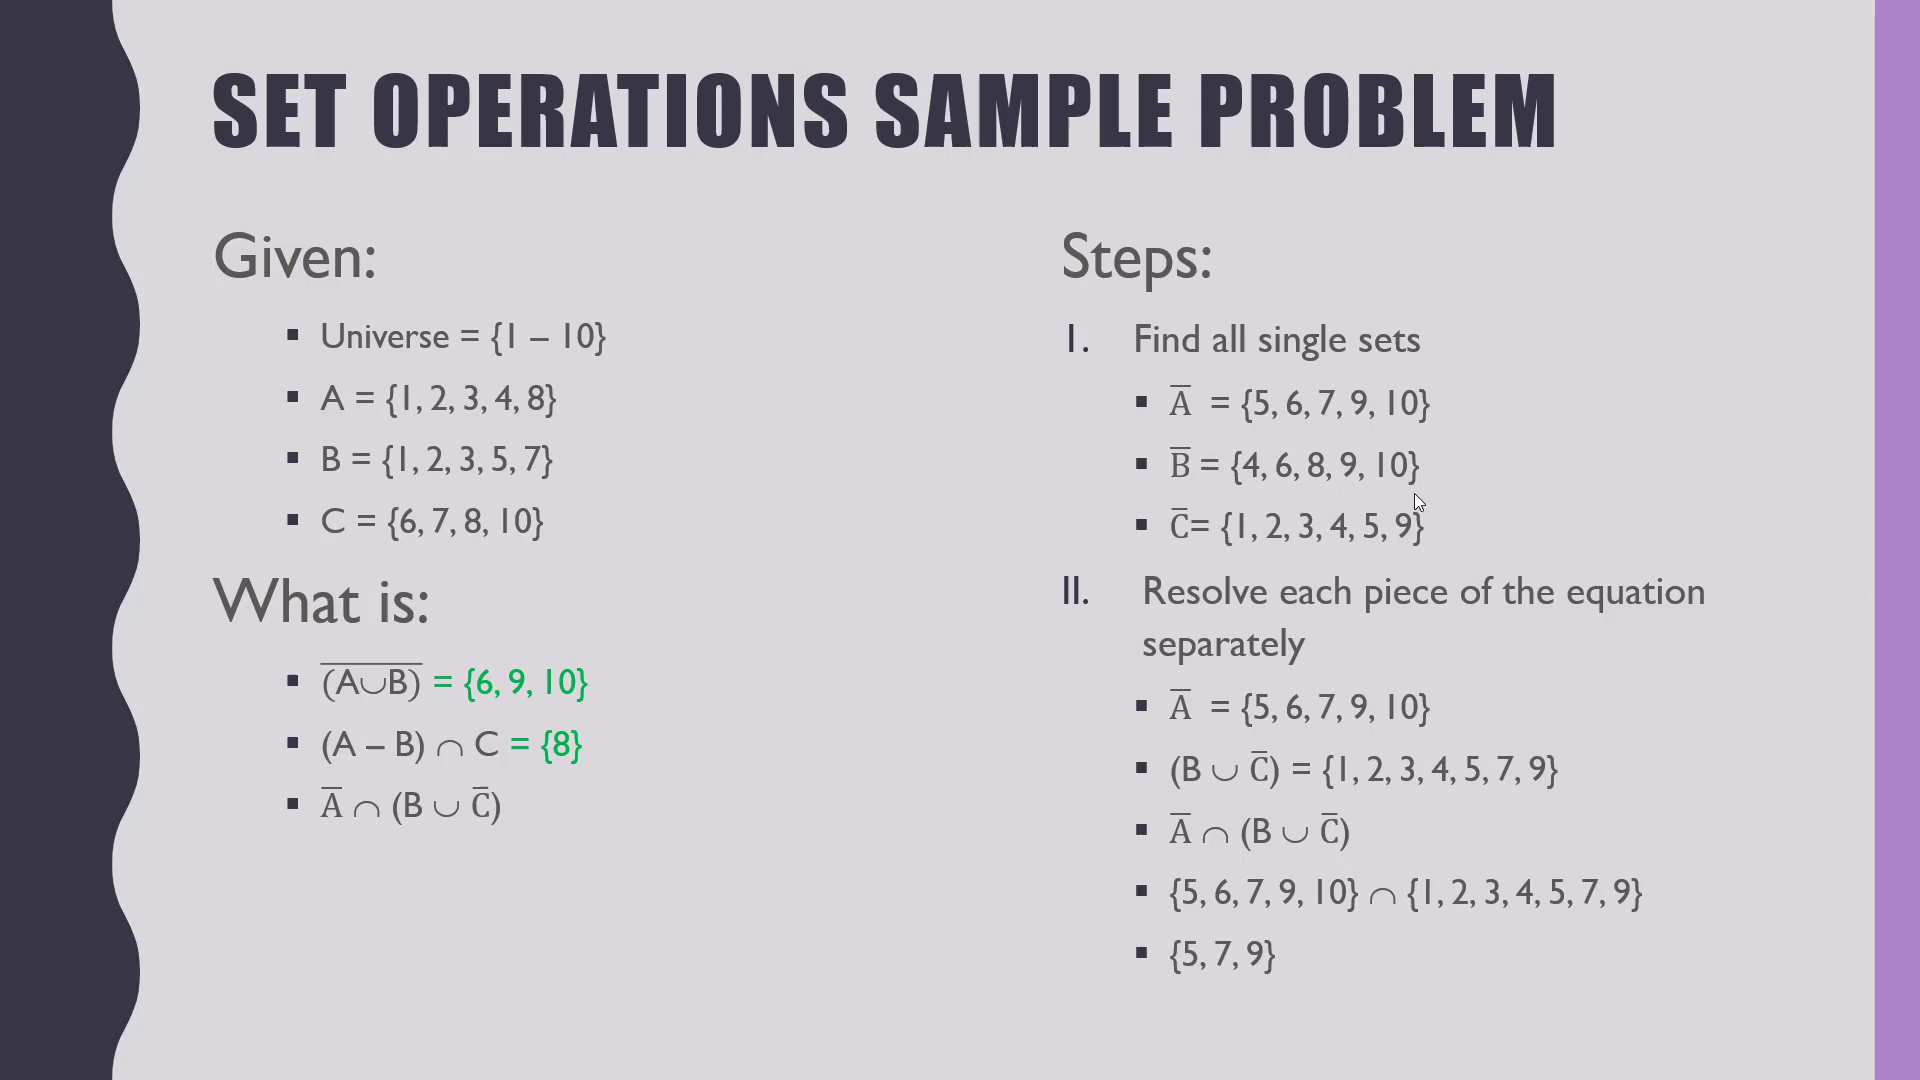 SET OPERATIONS SAMPLE PROBLEM
Given:
▪ Universe = {1 – 10}
▪ A = {1, 2, 3, 4, 8}
▪ B = {1, 2, 3, 5, 7}
▪ C = {6, 7, 8, 10}
What is:
▪ \overline{(A∪B)} = {6, 9, 10}
▪ (A – B) ∩ C = {8}
▪ A̅ ∩ (B ∪ C̅)
Steps:
I. Find all single sets
▪ A̅ = {5, 6, 7, 9, 10}
▪ B̅ = {4, 6, 8, 9, 10}
▪ C̅= {1, 2, 3, 4, 5, 9}
II. Resolve each piece of the equation
separately
▪ A̅ = {5, 6, 7, 9, 10}
▪ (B ∪ C̅) = {1, 2, 3, 4, 5, 7, 9}
▪ A̅ ∩ (B ∪ C̅)
▪ {5, 6, 7, 9, 10} ∩ {1, 2, 3, 4, 5, 7, 9}
▪ {5, 7, 9}